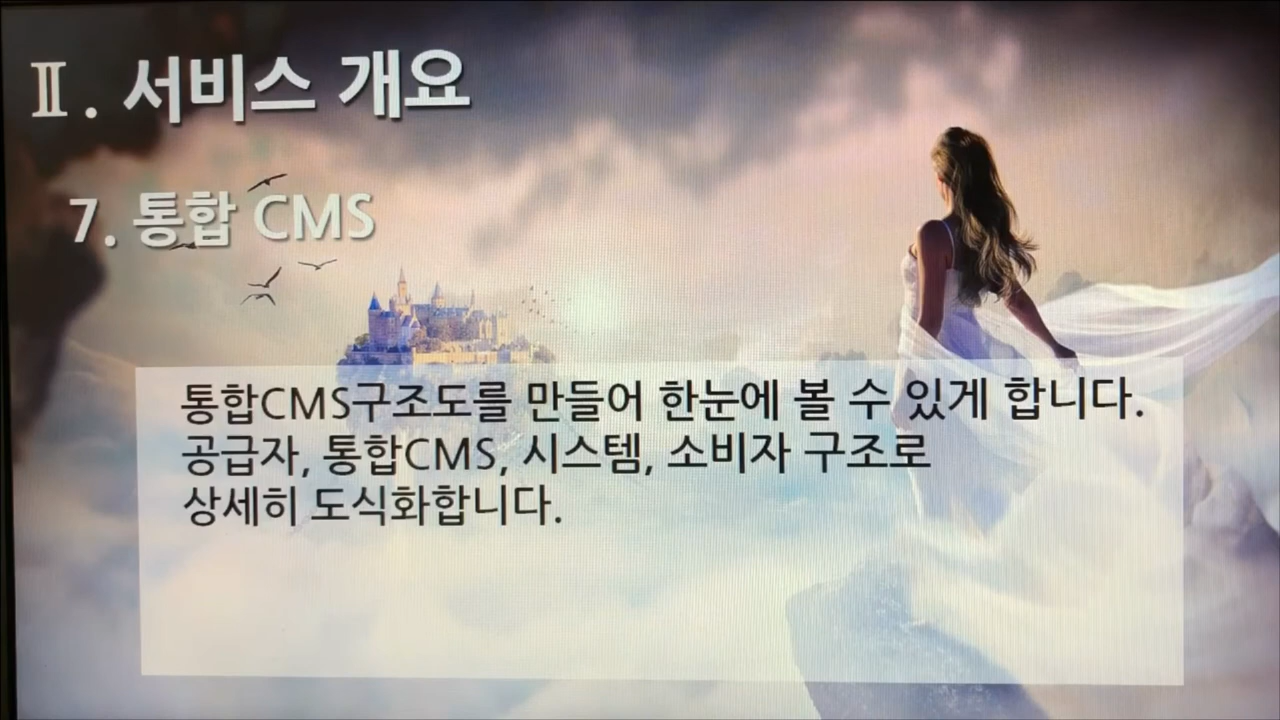 Ⅱ. 서비스 개요
7. 통합 CMS
통합CMS구조도를 만들어 한눈에 볼 수 있게 합니다.
공급자, 통합CMS, 시스템, 소비자 구조로
상세히 도식화합니다.